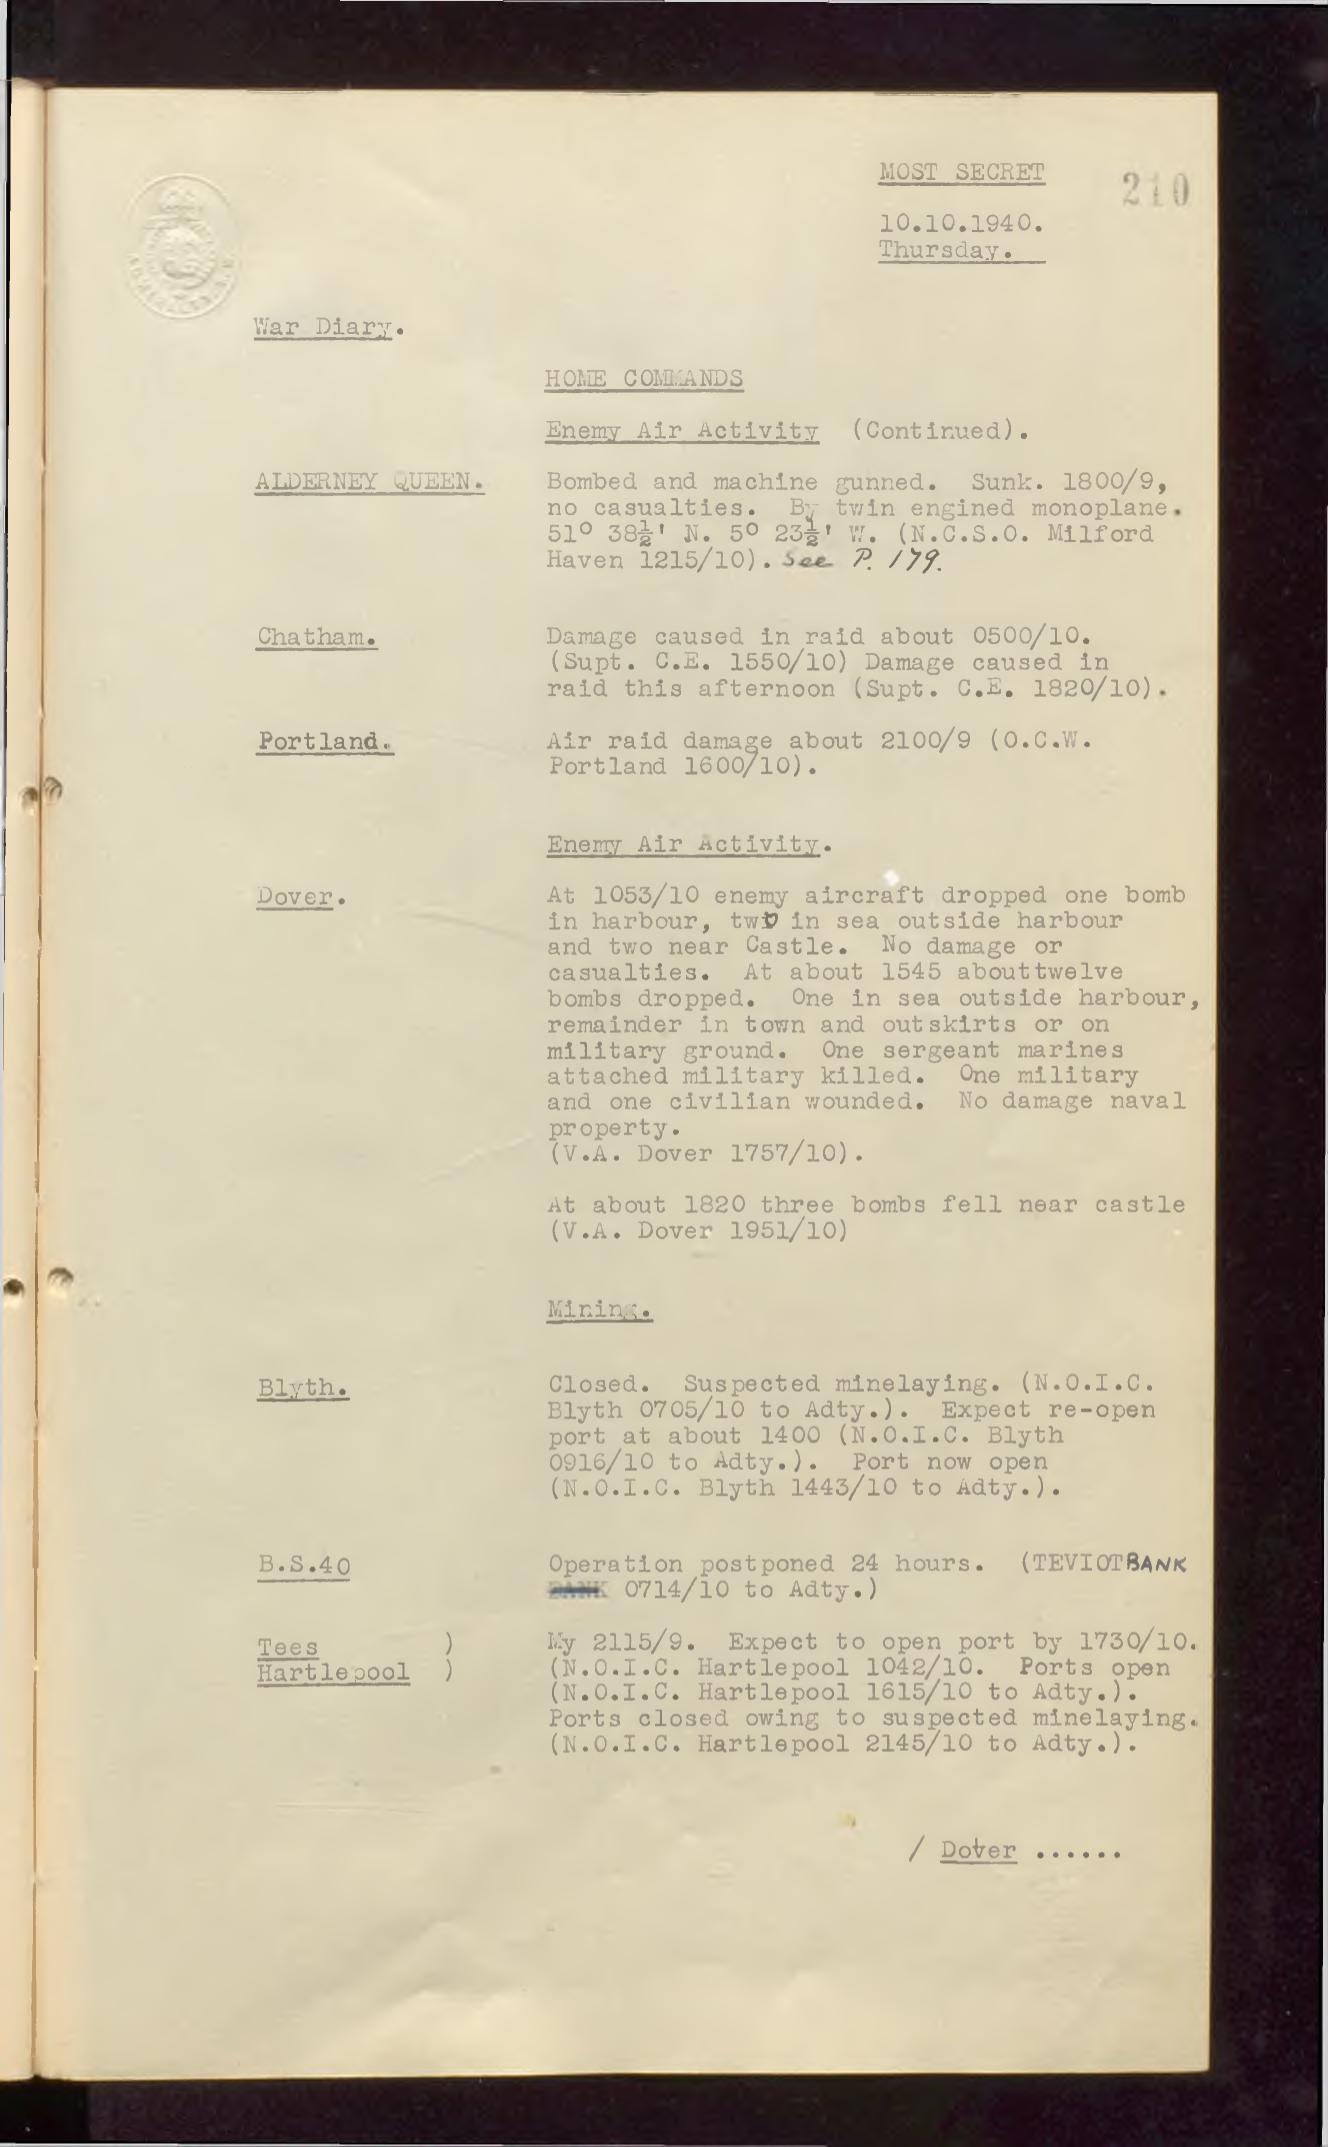 MOST SECRET
210
10.10.1940.
Thursday.
War Diary.
HOME COMMANDS
Enemy Air Activity (Continued).
ALDERNEY QUEEN. Bombed and machine gunned. Sunk. 1800/9,
no casualties. By twin engined monoplane.
51° 38½' N. 5° 23½' W. (N.C.S.O. Milford
Haven 1215/10). See P. 179.
Chatham. Damage caused in raid about 0500/10.
(Supt. C.E. 1550/10) Damage caused in
raid this afternoon (Supt. C.E. 1820/10).
Portland. Air raid damage about 2100/9 (O.C.W.
Portland 1600/10).
Enemy Air Activity.
Dover. At 1053/10 enemy aircraft dropped one bomb
in harbour, two in sea outside harbour
and two near Castle. No damage or
casualties. At about 1545 abouttwelve
bombs dropped. One in sea outside harbour,
remainder in town and outskirts or on
military ground. One sergeant marines
attached military killed. One military
and one civilian wounded. No damage naval
property.
(V.A. Dover 1757/10).
At about 1820 three bombs fell near castle
(V.A. Dover 1951/10)
Mining.
Blyth. Closed. Suspected minelaying. (N.O.I.C.
Blyth 0705/10 to Adty.). Expect re-open
port at about 1400 (N.O.I.C. Blyth
0916/10 to Adty.). Port now open
(N.O.I.C. Blyth 1443/10 to Adty.).
B.S.40 Operation postponed 24 hours. (TEVIOTBANK
BANK 0714/10 to Adty.)
Tees ) My 2115/9. Expect to open port by 1730/10.
Hartlepool ) (N.O.I.C. Hartlepool 1042/10. Ports open
(N.O.I.C. Hartlepool 1615/10 to Adty.).
Ports closed owing to suspected minelaying.
(N.O.I.C. Hartlepool 2145/10 to Adty.).
/ Dover ......